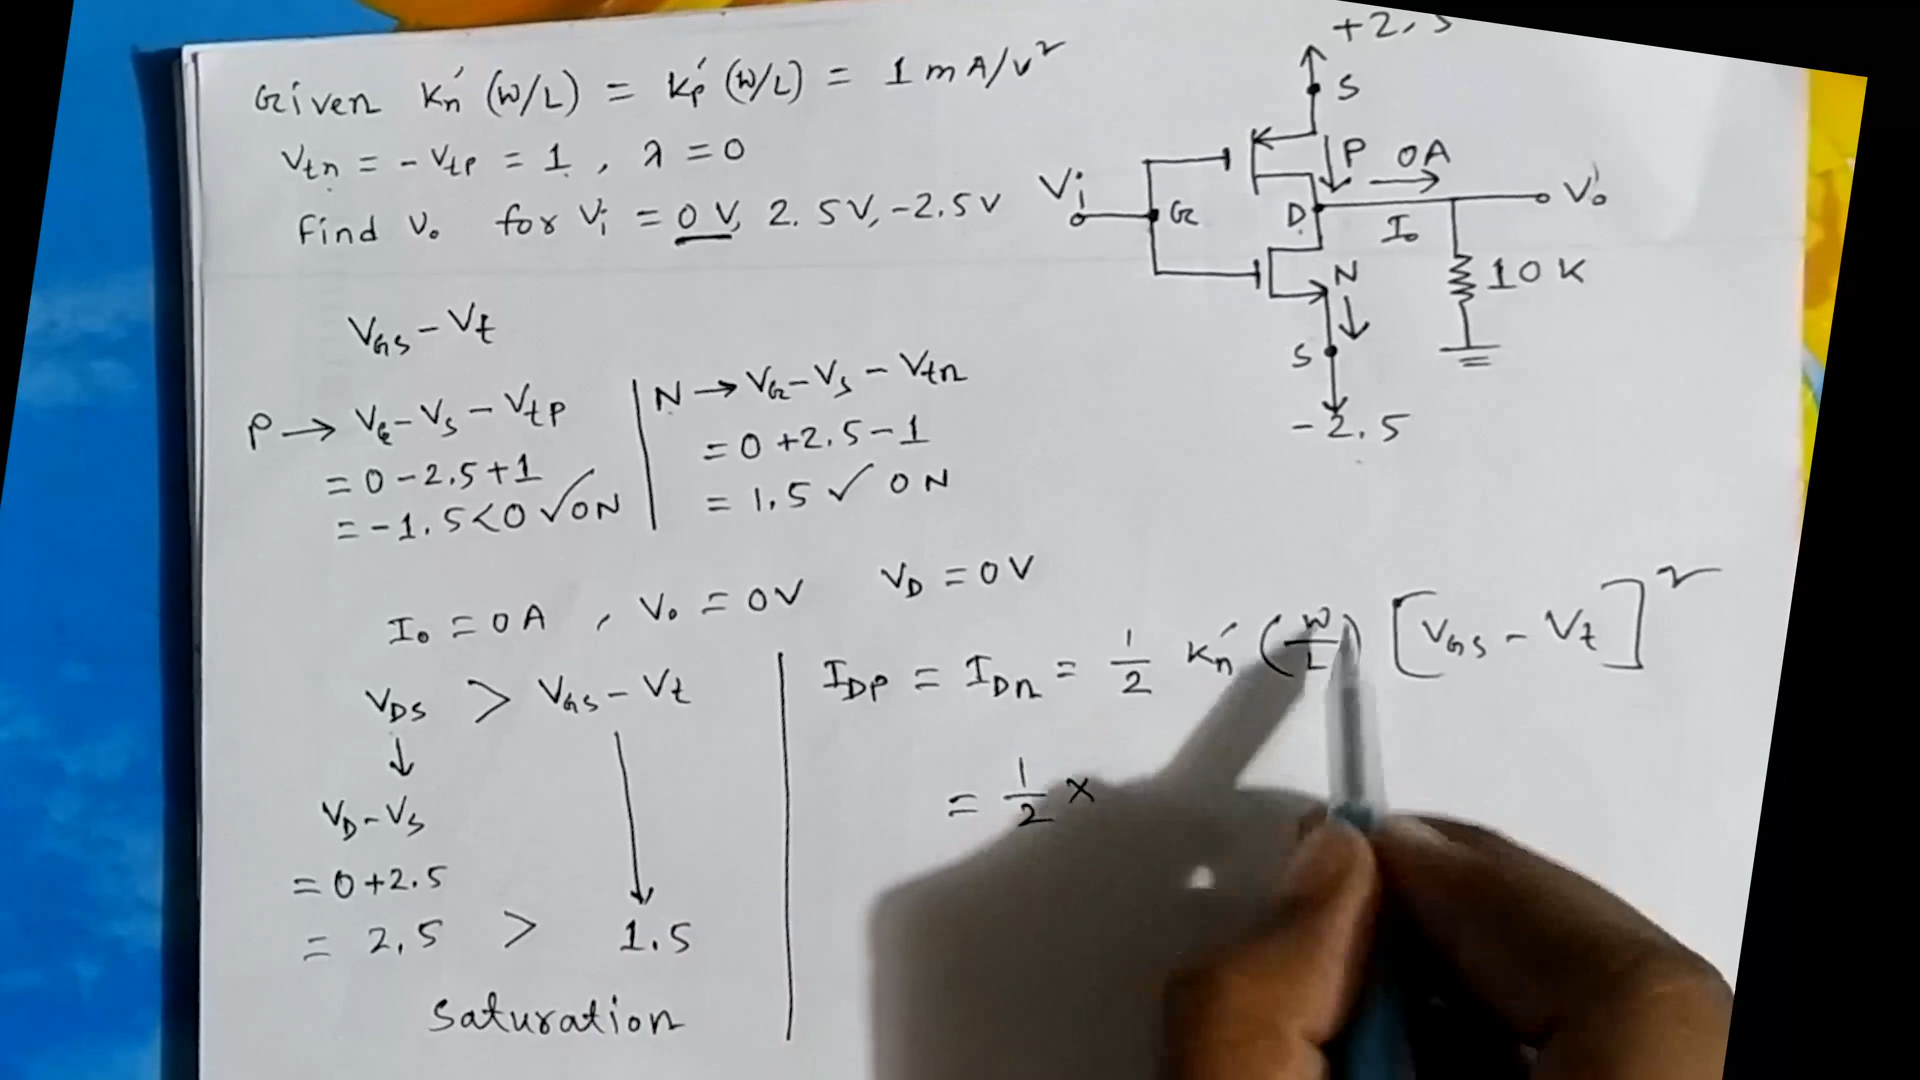 Given Kn′ (W/L) = Kp′ (W/L) = 1 mA/v²
Vtn = - Vtp = 1 , λ = 0
Find Vo for Vi = 0 V, 2.5V, -2.5V
+2.5
S
P
0A
Vi
G
D
Io
Vo
N
10 K
S
-2.5
VGS - Vt
P → VG - VS - Vtp
= 0 - 2.5 + 1
= -1.5 < 0 ✓ ON
N → VG - VS - Vtn
= 0 + 2.5 - 1
= 1.5 ✓ ON
Io = 0 A , Vo = 0V VD = 0V
VDS > VGS - Vt
↓
VD - VS
= 0 + 2.5
= 2.5 > 1.5
Saturation
IDP = IDn = 1/2 Kn′ (W/L) [VGS - Vt]²
= 1/2 ×